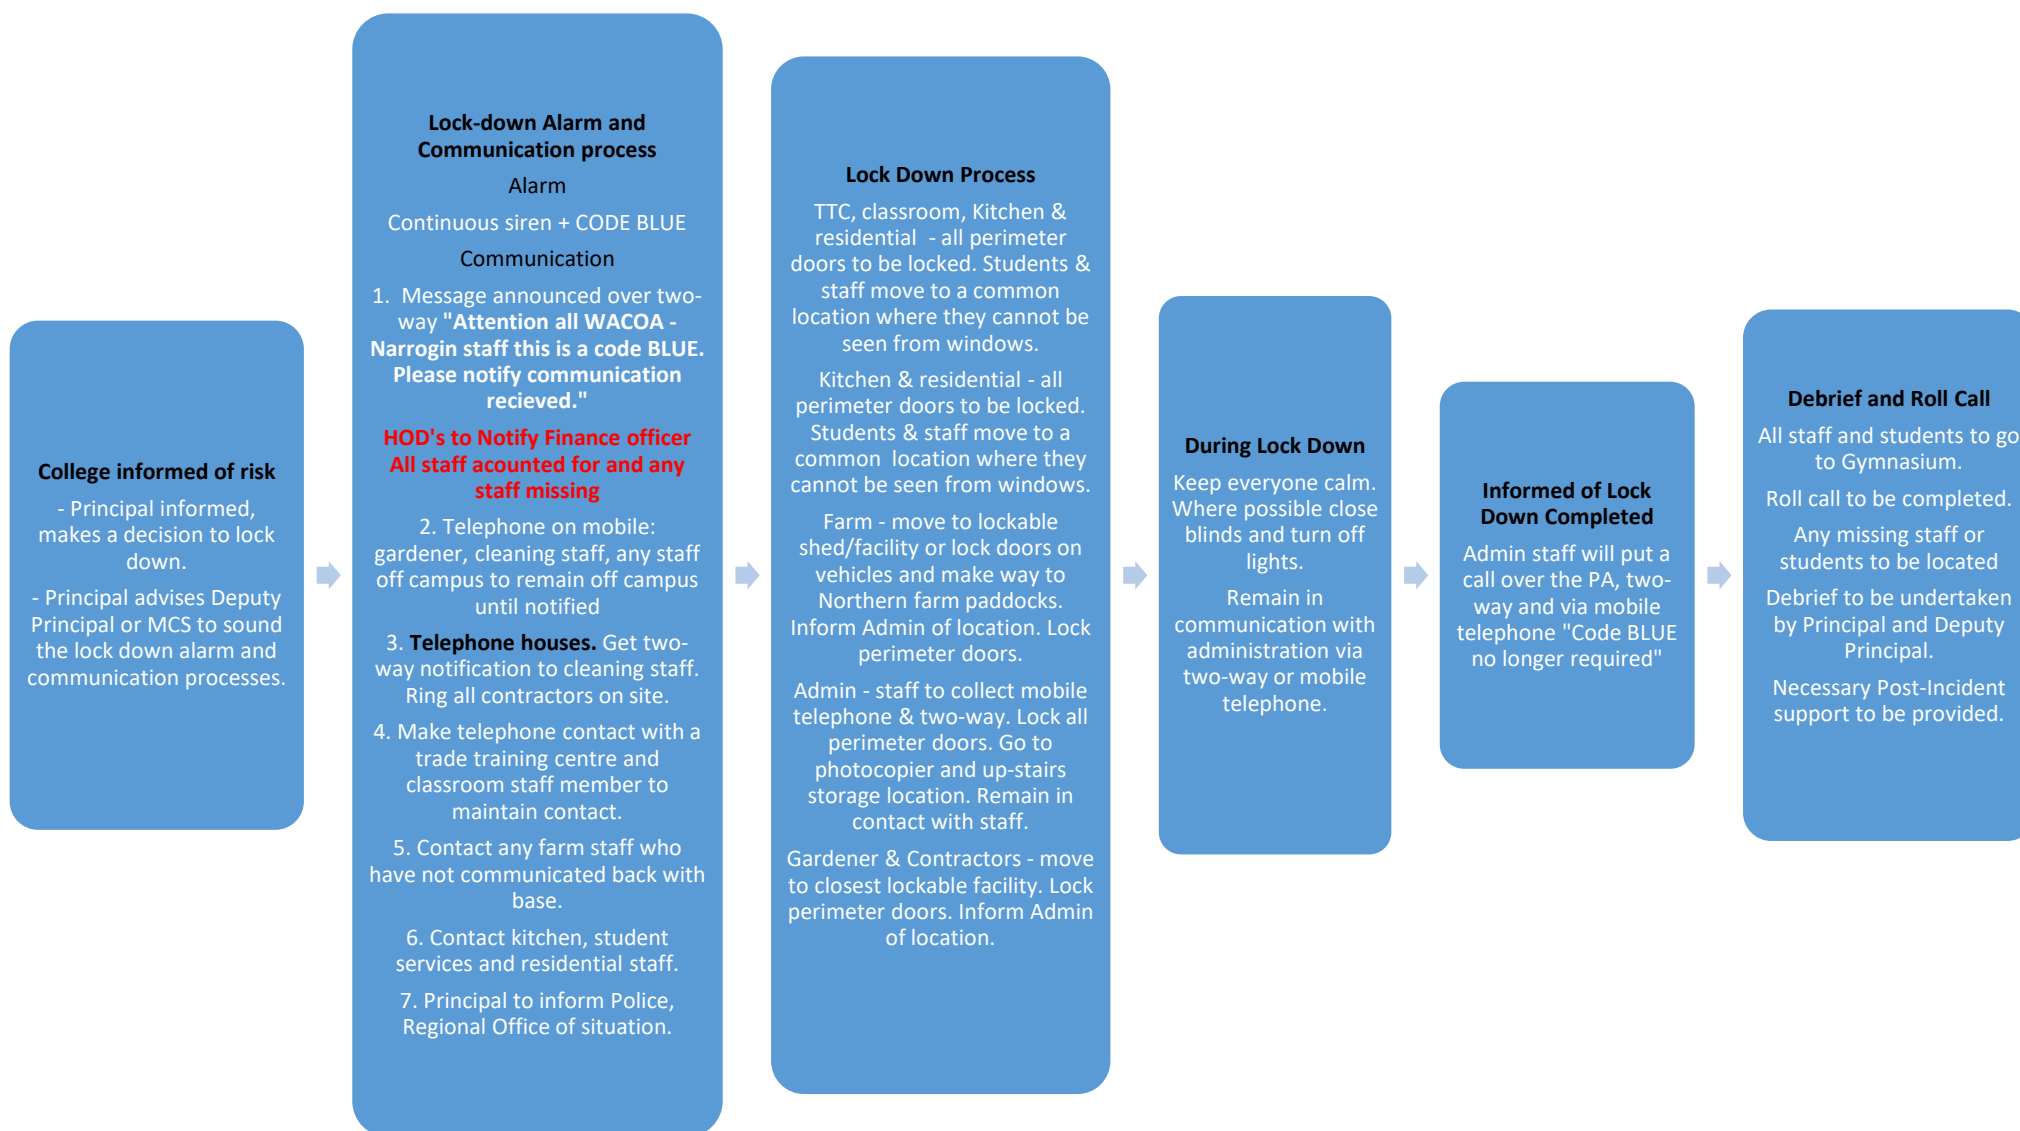 College informed of risk
- Principal informed,
makes a decision to lock
down.
- Principal advises Deputy
Principal or MCS to sound
the lock down alarm and
communication processes.
Lock-down Alarm and
Communication process
Alarm
Continuous siren + CODE BLUE
Communication
1. Message announced over two-
way "Attention all WACOA -
Narrogin staff this is a code BLUE.
Please notify communication
recieved."
HOD's to Notify Finance officer
All staff acounted for and any
staff missing
2. Telephone on mobile:
gardener, cleaning staff, any staff
off campus to remain off campus
until notified
3. Telephone houses. Get two-
way notification to cleaning staff.
Ring all contractors on site.
4. Make telephone contact with a
trade training centre and
classroom staff member to
maintain contact.
5. Contact any farm staff who
have not communicated back with
base.
6. Contact kitchen, student
services and residential staff.
7. Principal to inform Police,
Regional Office of situation.
Lock Down Process
TTC, classroom, Kitchen &
residential - all perimeter
doors to be locked. Students &
staff move to a common
location where they cannot be
seen from windows.
Kitchen & residential - all
perimeter doors to be locked.
Students & staff move to a
common location where they
cannot be seen from windows.
Farm - move to lockable
shed/facility or lock doors on
vehicles and make way to
Northern farm paddocks.
Inform Admin of location. Lock
perimeter doors.
Admin - staff to collect mobile
telephone & two-way. Lock all
perimeter doors. Go to
photocopier and up-stairs
storage location. Remain in
contact with staff.
Gardener & Contractors - move
to closest lockable facility. Lock
perimeter doors. Inform Admin
of location.
During Lock Down
Keep everyone calm.
Where possible close
blinds and turn off
lights.
Remain in
communication with
administration via
two-way or mobile
telephone.
Informed of Lock
Down Completed
Admin staff will put a
call over the PA, two-
way and via mobile
telephone "Code BLUE
no longer required"
Debrief and Roll Call
All staff and students to go
to Gymnasium.
Roll call to be completed.
Any missing staff or
students to be located
Debrief to be undertaken
by Principal and Deputy
Principal.
Necessary Post-Incident
support to be provided.